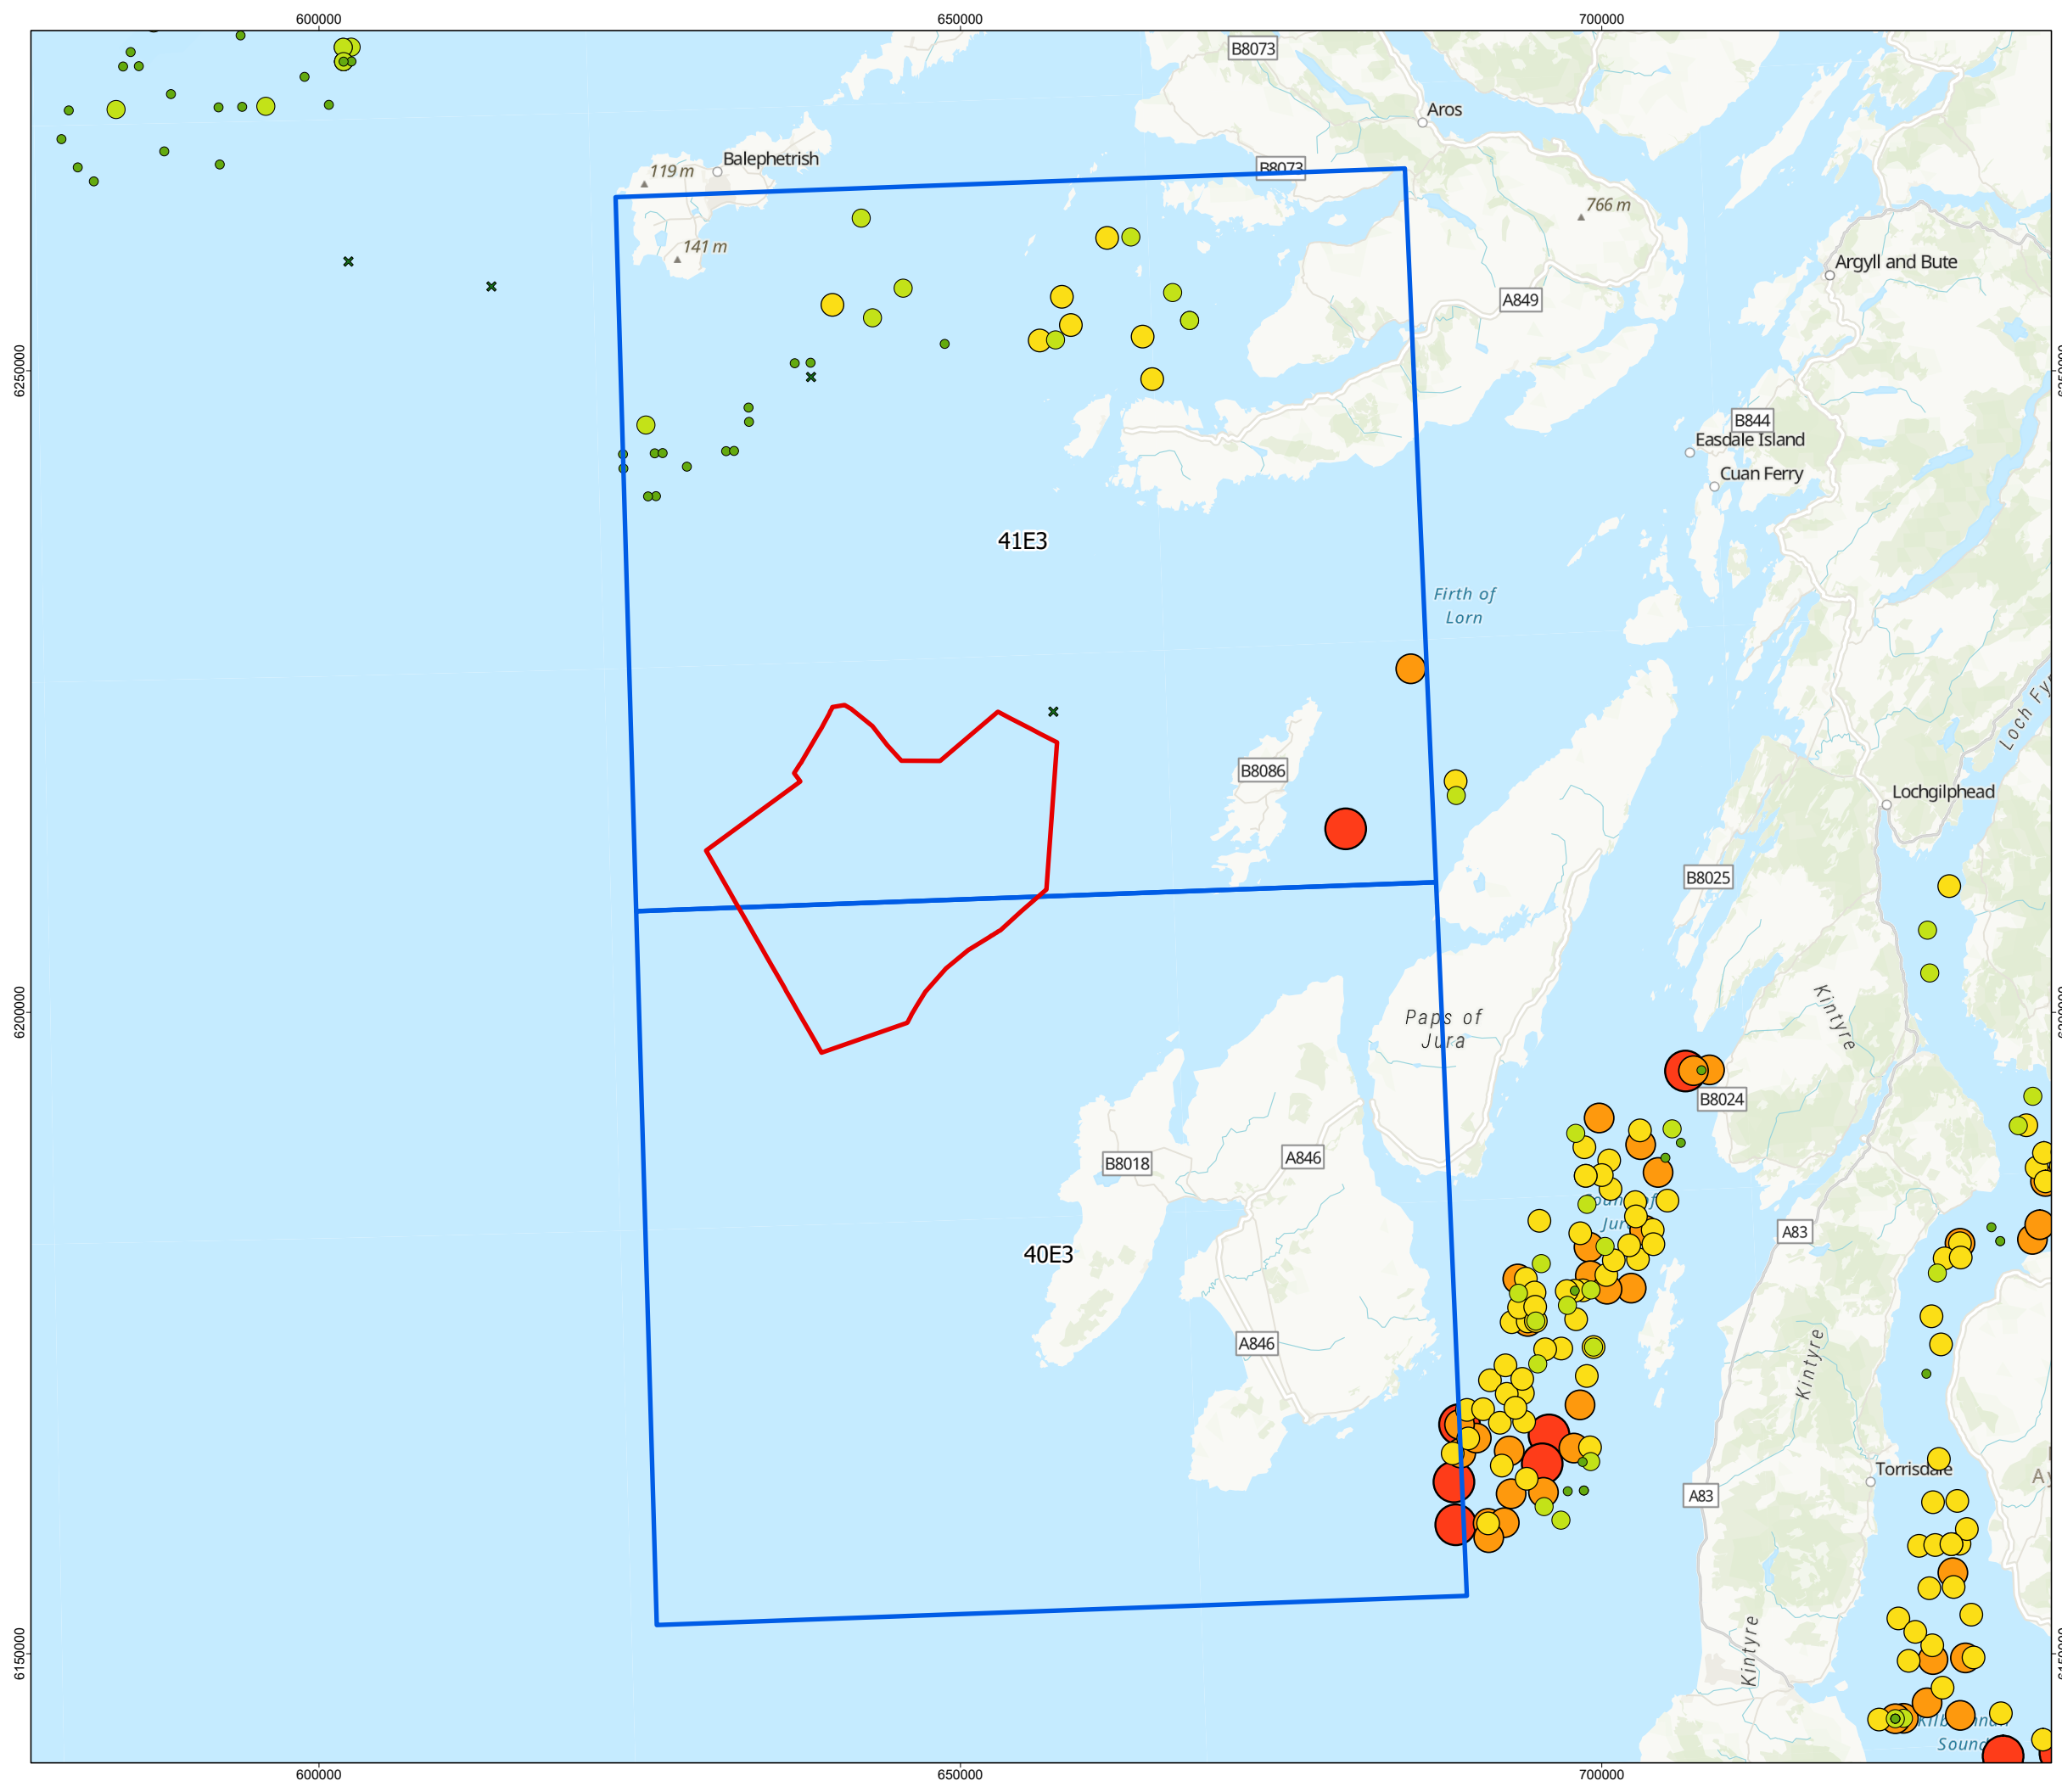 600000
650000
700000
B8073
Aros
Balephetrish
119 m
B8073
766 m
141 m
Argyll and Bute
A849
6250000
B844
Easdale Island
Cuan Ferry
41E3
Firth of
Lorn
B8086
Lochgilphead
B8025
Kintyre
6200000
Paps of
Jura
B8024
B8018
A846
Jura
A83
40E3
A846
Kintyre
Torrisdale
A83
Kintyre
6150000
Sound
600000
650000
700000